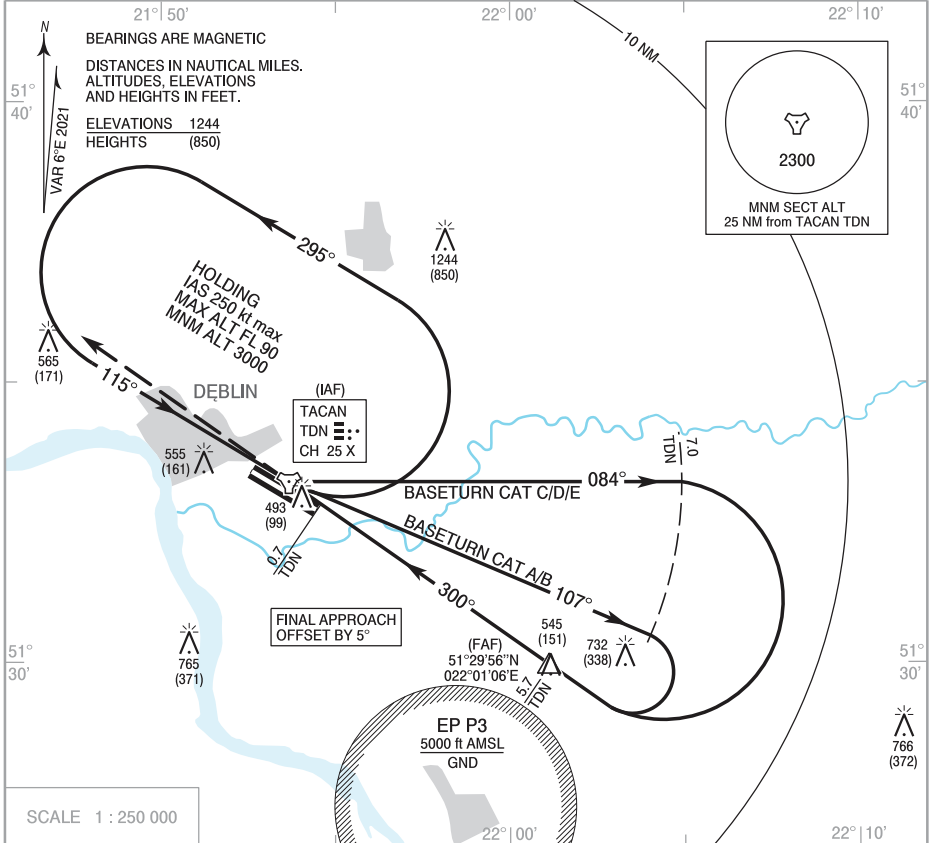 21°50'
22°00'
22°10'
N
BEARINGS ARE MAGNETIC
DISTANCES IN NAUTICAL MILES.
ALTITUDES, ELEVATIONS
AND HEIGHTS IN FEET.
ELEVATIONS 1244
HEIGHTS (850)
VAR 6°E 2021
51°
40'
51°
40'
10 NM
2300
MNM SECT ALT
25 NM from TACAN TDN
295°
1244
(850)
HOLDING
IAS 250 kt max
MAX ALT FL 90
MNM ALT 3000
565
(171)
115°
DĘBLIN
(IAF)
TACAN
TDN
CH 25 X
555
(161)
493
(99)
0.7
TDN
BASETURN CAT C/D/E
084°
7.0
TDN
BASETURN CAT A/B
107°
300°
FINAL APPROACH
OFFSET BY 5°
(FAF)
51°29'56"N
022°01'06"E
5.7
TDN
545
(151)
732
(338)
765
(371)
51°
30'
51°
30'
766
(372)
EP P3
5000 ft AMSL
GND
SCALE 1 : 250 000
22°00'
22°10'